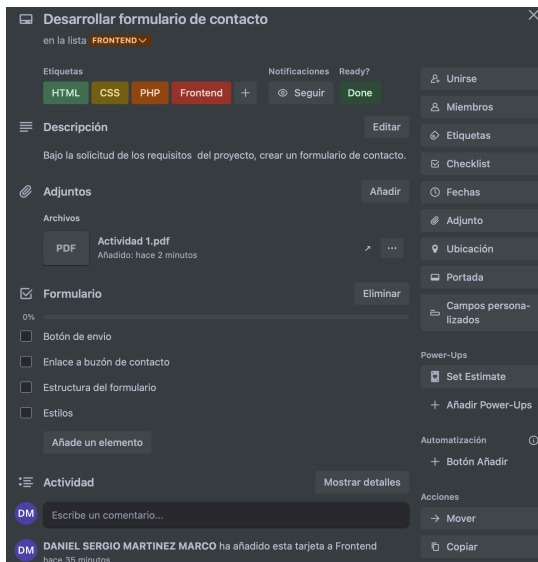 Desarrollar formulario de contacto
en la lista FRONTEND
Etiquetas
Notificaciones
Ready?
HTML
CSS
PHP
Frontend
+
Seguir
Done
Descripción
Editar
Bajo la solicitud de los requisitos del proyecto, crear un formulario de contacto.
Adjuntos
Añadir
Archivos
PDF
Actividad 1.pdf
Añadido: hace 2 minutos
Formulario
Eliminar
0%
Botón de envio
Enlace a buzón de contacto
Estructura del formulario
Estilos
Añade un elemento
Actividad
Mostrar detalles
DM
Escribe un comentario...
DM
DANIEL SERGIO MARTINEZ MARCO ha añadido esta tarjeta a Frontend
hace 35 minutos
Unirse
Miembros
Etiquetas
Checklist
Fechas
Adjunto
Ubicación
Portada
Campos persona-
lizados
Power-Ups
Set Estimate
+ Añadir Power-Ups
Automatización
+ Botón Añadir
Acciones
Mover
Copiar